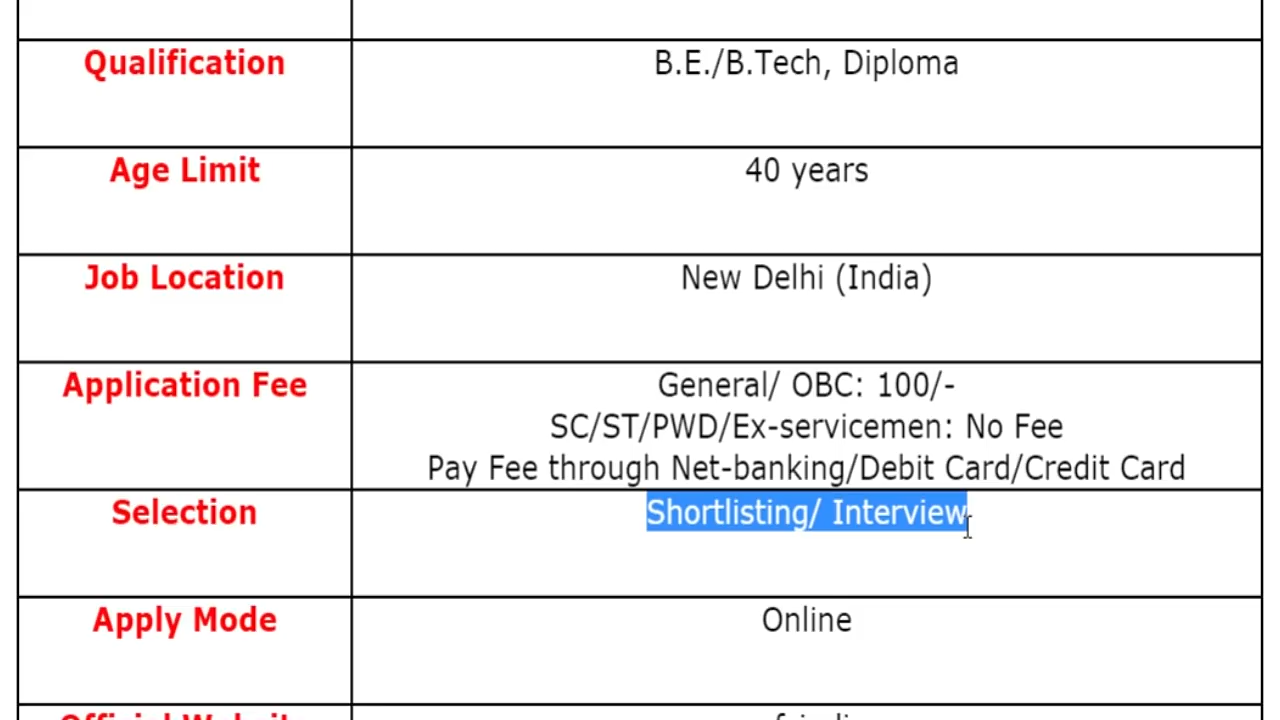 Qualification B.E./B.Tech, Diploma
Age Limit 40 years
Job Location New Delhi (India)
Application Fee General/ OBC: 100/-
SC/ST/PWD/Ex-servicemen: No Fee
Pay Fee through Net-banking/Debit Card/Credit Card
Selection Shortlisting/ Interview
Apply Mode Online